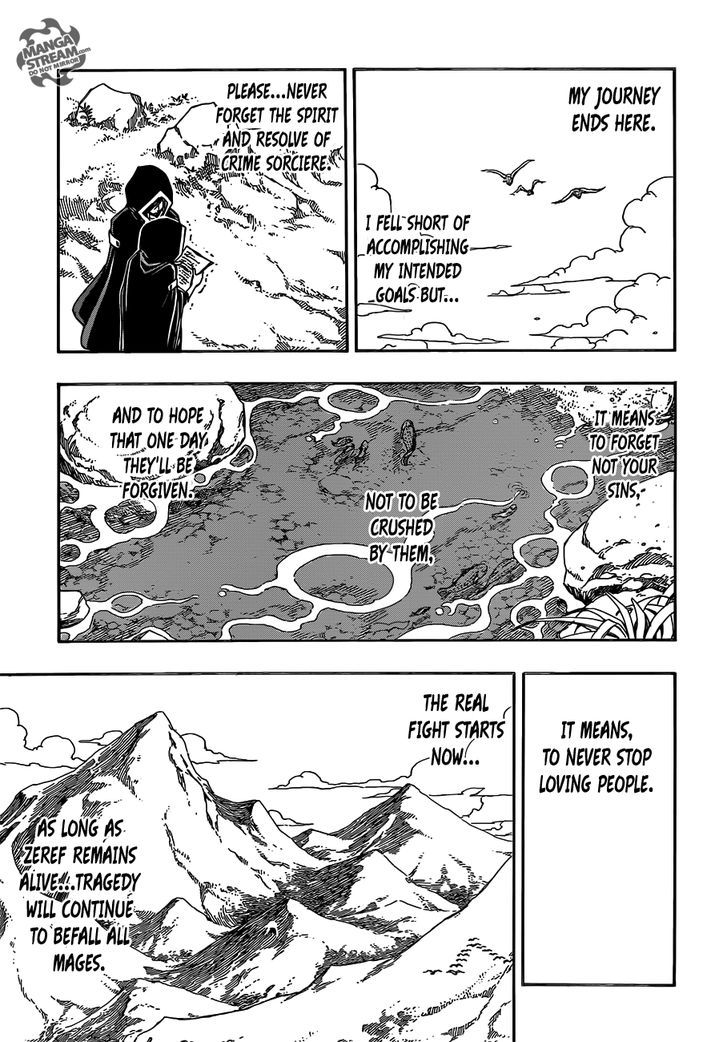 MANGA
STREAM.com
DO NOT MIRROR
MY JOURNEY
ENDS HERE.
I FELL SHORT OF
ACCOMPLISHING
MY INTENDED
GOALS BUT...
PLEASE...NEVER
FORGET THE SPIRIT
AND RESOLVE OF
CRIME SORCIERE.
IT MEANS
TO FORGET
NOT YOUR
SINS,
NOT TO BE
CRUSHED
BY THEM,
AND TO HOPE
THAT ONE DAY
THEY'LL BE
FORGIVEN.
IT MEANS,
TO NEVER STOP
LOVING PEOPLE.
THE REAL
FIGHT STARTS
NOW...
AS LONG AS
ZEREF REMAINS
ALIVE...TRAGEDY
WILL CONTINUE
TO BEFALL ALL
MAGES.